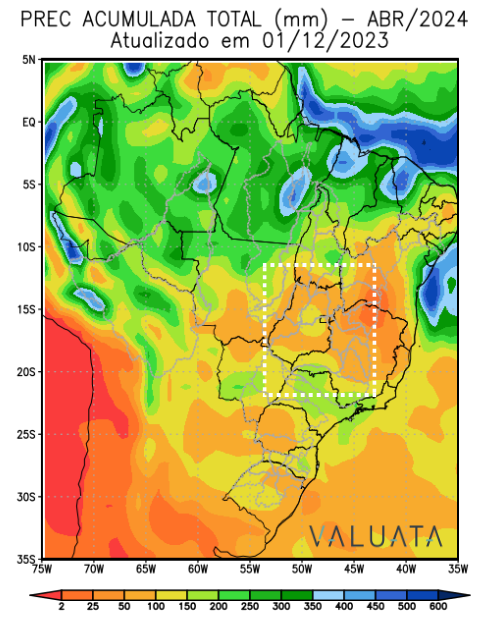 PREC ACUMULADA TOTAL (mm) – ABR/2024
Atualizado em 01/12/2023
5N
EQ
5S
10S
15S
20S
25S
30S
35S
VALUATA
75W 70W 65W 60W 55W 50W 45W 40W 35W
2 25 50 100 150 200 250 300 350 400 450 500 600